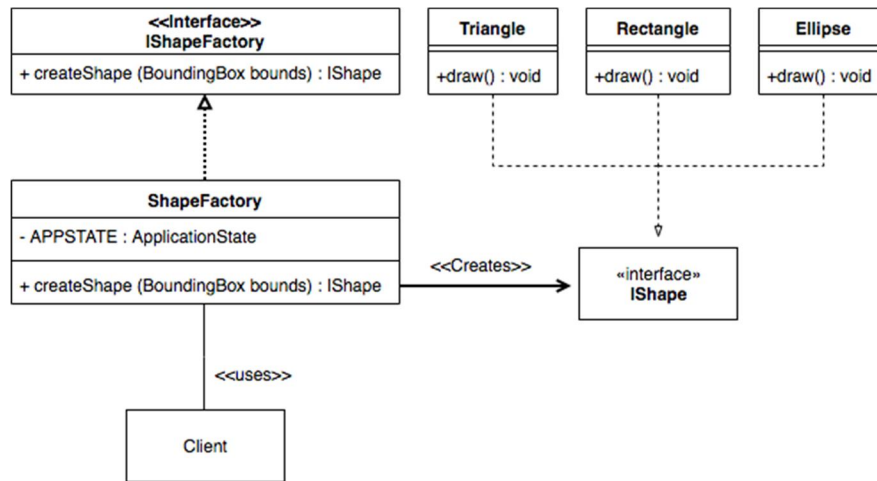 <<Interface>>
IShapeFactory
+ createShape (BoundingBox bounds) : IShape
Triangle
+draw() : void
Rectangle
+draw() : void
Ellipse
+draw() : void
ShapeFactory
- APPSTATE : ApplicationState
+ createShape (BoundingBox bounds) : IShape
<<Creates>>
«interface»
IShape
<<uses>>
Client